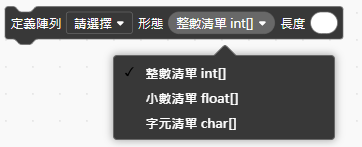 定義陣列 請選擇 形態 整數清單 int[] 長度
整數清單 int[]
小數清單 float[]
字元清單 char[]